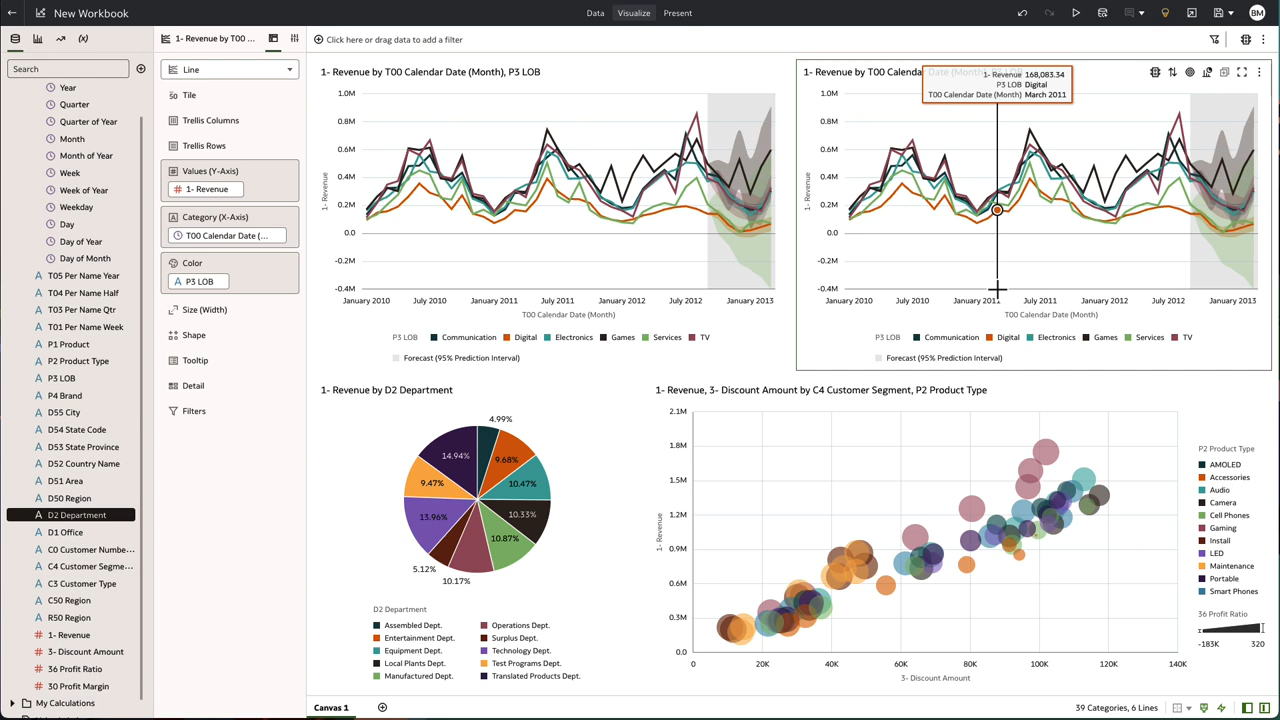 New Workbook
Data
Visualize
Present
BM
(x)
1- Revenue by T00 ...
Click here or drag data to add a filter
Search
Year
Quarter
Quarter of Year
Month
Month of Year
Week
Week of Year
Weekday
Day
Day of Year
Day of Month
T05 Per Name Year
T04 Per Name Half
T03 Per Name Qtr
T01 Per Name Week
P1 Product
P2 Product Type
P3 LOB
P4 Brand
D55 City
D54 State Code
D53 State Province
D52 Country Name
D51 Area
D50 Region
D2 Department
D1 Office
C0 Customer Numbe...
C4 Customer Segme...
C3 Customer Type
C50 Region
R50 Region
1- Revenue
3- Discount Amount
36 Profit Ratio
30 Profit Margin
My Calculations
Line
Tile
Trellis Columns
Trellis Rows
Values (Y-Axis)
1- Revenue
Category (X-Axis)
T00 Calendar Date (...
Color
P3 LOB
Size (Width)
Shape
Tooltip
Detail
Filters
1- Revenue by T00 Calendar Date (Month), P3 LOB
1.0M
0.8M
0.6M
0.4M
0.2M
0.0
-0.2M
-0.4M
1- Revenue
January 2010
July 2010
January 2011
July 2011
January 2012
July 2012
January 2013
T00 Calendar Date (Month)
P3 LOB
Communication
Digital
Electronics
Games
Services
TV
Forecast (95% Prediction Interval)
1- Revenue by T00 Calendar Date (Month), P3 LOB
1- Revenue 168,083.34
P3 LOB Digital
T00 Calendar Date (Month) March 2011
1.0M
0.8M
0.6M
0.4M
0.2M
0.0
-0.2M
-0.4M
1- Revenue
January 2010
July 2010
January 2011
July 2011
January 2012
July 2012
January 2013
T00 Calendar Date (Month)
P3 LOB
Communication
Digital
Electronics
Games
Services
TV
Forecast (95% Prediction Interval)
1- Revenue by D2 Department
4.99%
9.68%
10.47%
10.33%
10.87%
10.17%
5.12%
13.96%
9.47%
14.94%
D2 Department
Assembled Dept.
Operations Dept.
Entertainment Dept.
Surplus Dept.
Equipment Dept.
Technology Dept.
Local Plants Dept.
Test Programs Dept.
Manufactured Dept.
Translated Products Dept.
1- Revenue, 3- Discount Amount by C4 Customer Segment, P2 Product Type
2.1M
1.8M
1.5M
1.2M
0.9M
0.6M
0.3M
0.0
1- Revenue
0
20K
40K
60K
80K
100K
120K
140K
3- Discount Amount
P2 Product Type
AMOLED
Accessories
Audio
Camera
Cell Phones
Gaming
Install
LED
Maintenance
Portable
Smart Phones
36 Profit Ratio
-183K
320
Canvas 1
39 Categories, 6 Lines